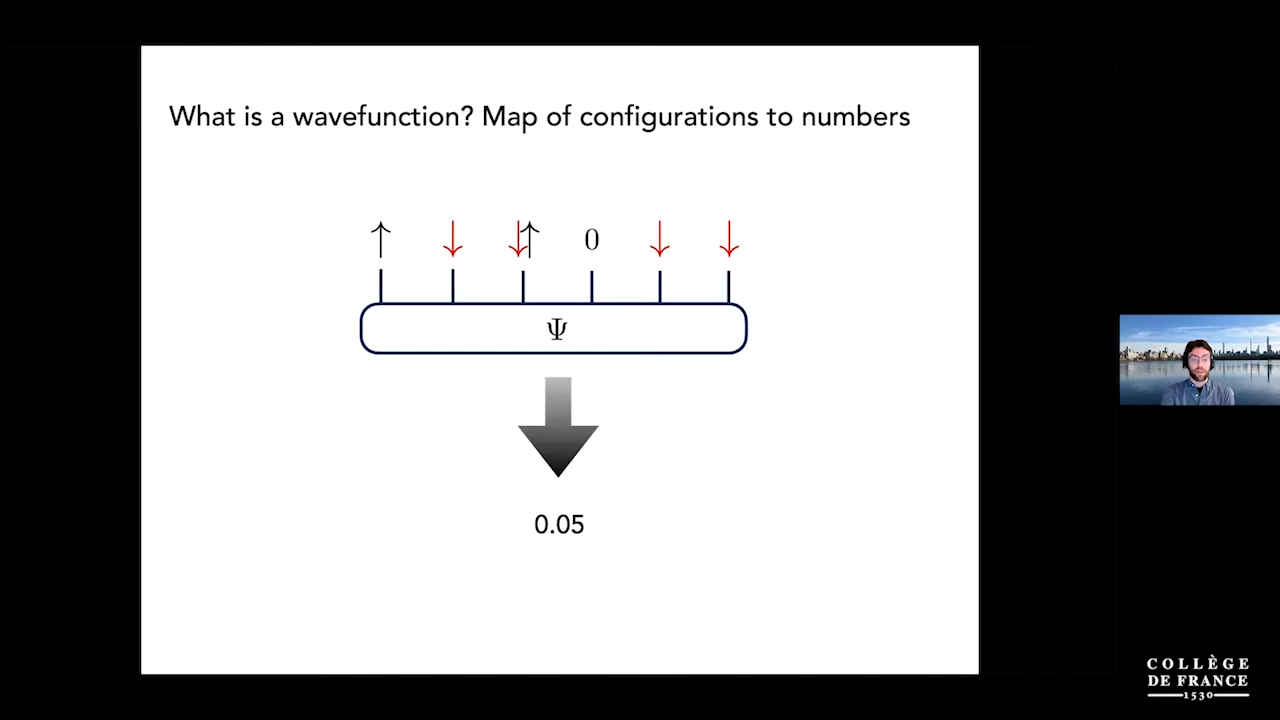 What is a wavefunction? Map of configurations to numbers
↑ ↓ ↓↑ 0 ↓ ↓
Ψ
0.05
COLLÈGE
DE FRANCE
1530